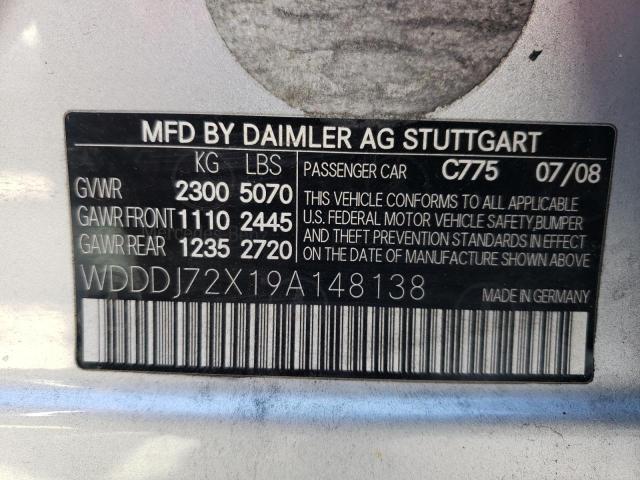 MFD BY DAIMLER AG STUTTGART
KG LBS
GVWR 2300 5070
GAWR FRONT 1110 2445
GAWR REAR 1235 2720
PASSENGER CAR C775 07/08
THIS VEHICLE CONFORMS TO ALL APPLICABLE
U.S. FEDERAL MOTOR VEHICLE SAFETY, BUMPER
AND THEFT PREVENTION STANDARDS IN EFFECT
ON THE DATE OF MANUFACTURE SHOWN ABOVE.
WDDDJ72X19A148138
MADE IN GERMANY